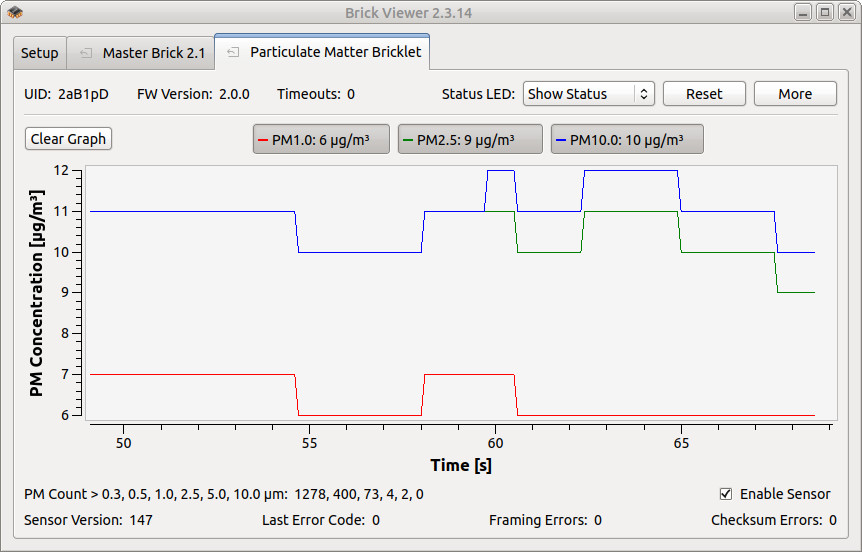 Brick Viewer 2.3.14
Setup Master Brick 2.1 Particulate Matter Bricklet
UID: 2aB1pD FW Version: 2.0.0 Timeouts: 0 Status LED: Show Status Reset More
Clear Graph PM1.0: 6 µg/m³ PM2.5: 9 µg/m³ PM10.0: 10 µg/m³
PM Concentration [µg/m³]
12
11
10
9
8
7
6
50 55 60 65
Time [s]
PM Count > 0.3, 0.5, 1.0, 2.5, 5.0, 10.0 µm: 1278, 400, 73, 4, 2, 0 Enable Sensor
Sensor Version: 147 Last Error Code: 0 Framing Errors: 0 Checksum Errors: 0